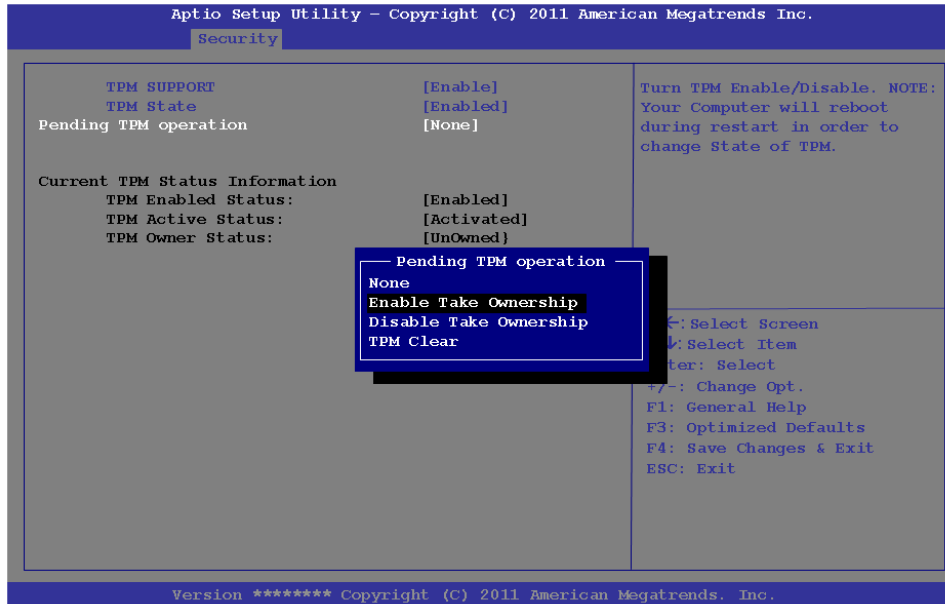 Aptio Setup Utility – Copyright (C) 2011 American Megatrends Inc.
Security
TPM SUPPORT [Enable]
TPM State [Enabled]
Pending TPM operation [None]
Current TPM Status Information
TPM Enabled Status: [Enabled]
TPM Active Status: [Activated]
TPM Owner Status: [UnOwned}
Pending TPM operation
None
Enable Take Ownership
Disable Take Ownership
TPM Clear
Turn TPM Enable/Disable. NOTE:
Your Computer will reboot
during restart in order to
change State of TPM.
←: Select Screen
↓: Select Item
ter: Select
+/-: Change Opt.
F1: General Help
F3: Optimized Defaults
F4: Save Changes & Exit
ESC: Exit
Version ******** Copyright (C) 2011 American Megatrends. Inc.